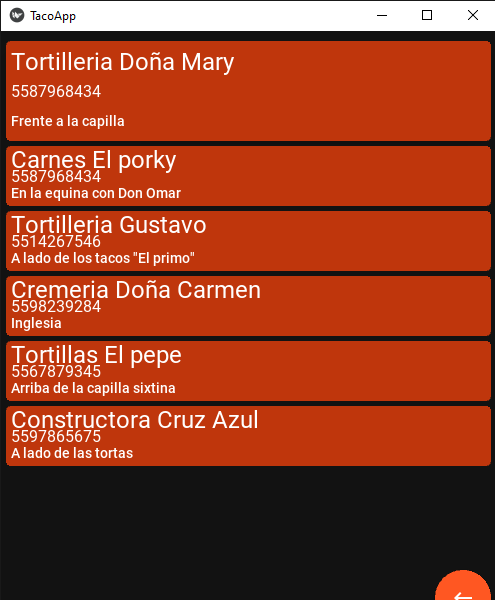 TacoApp
Tortilleria Doña Mary
5587968434
Frente a la capilla
Carnes El porky
5587968434
En la equina con Don Omar
Tortilleria Gustavo
5514267546
A lado de los tacos "El primo"
Cremeria Doña Carmen
5598239284
Inglesia
Tortillas El pepe
5567879345
Arriba de la capilla sixtina
Constructora Cruz Azul
5597865675
A lado de las tortas